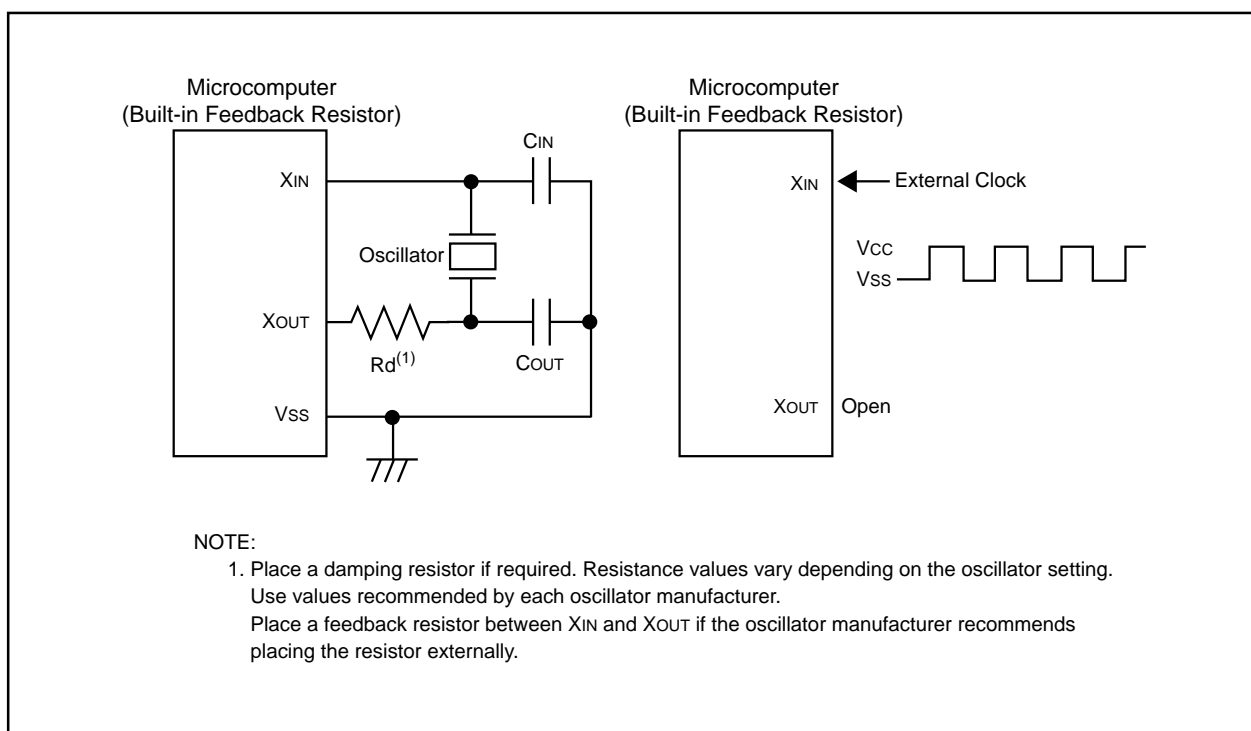 Microcomputer
(Built-in Feedback Resistor)
XIN
CIN
Oscillator
XOUT
Rd(1)
COUT
VSS
Microcomputer
(Built-in Feedback Resistor)
XIN
External Clock
VCC
VSS
XOUT
Open
NOTE:
1. Place a damping resistor if required. Resistance values vary depending on the oscillator setting.
Use values recommended by each oscillator manufacturer.
Place a feedback resistor between XIN and XOUT if the oscillator manufacturer recommends
placing the resistor externally.